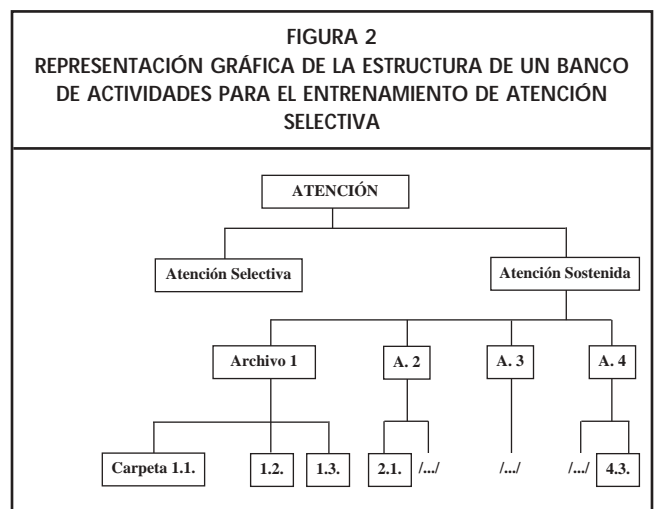 FIGURA 2
REPRESENTACIÓN GRÁFICA DE LA ESTRUCTURA DE UN BANCO
DE ACTIVIDADES PARA EL ENTRENAMIENTO DE ATENCIÓN
SELECTIVA
ATENCIÓN
Atención Selectiva Atención Sostenida
Archivo 1 A. 2 A. 3 A. 4
Carpeta 1.1. 1.2. 1.3. 2.1. /.../ /.../ /.../ 4.3.